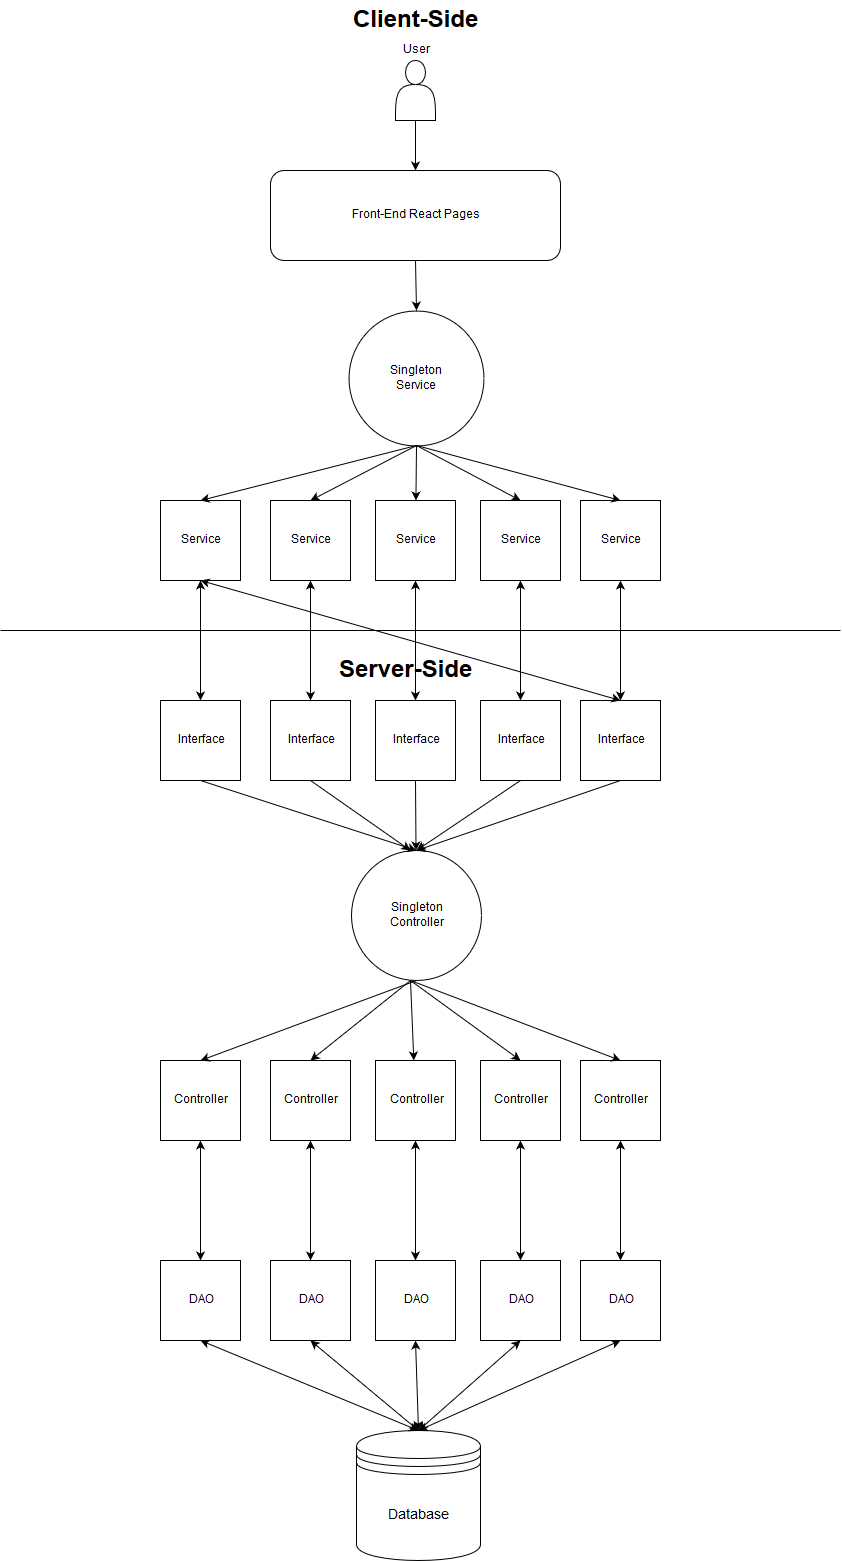 Client-Side
User
Front-End React Pages
Singleton
Service
Service
Service
Service
Service
Service
Server-Side
Interface
Interface
Interface
Interface
Interface
Singleton
Controller
Controller
Controller
Controller
Controller
Controller
DAO
DAO
DAO
DAO
DAO
Database